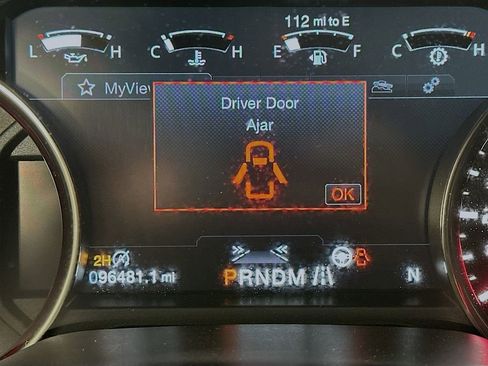 112 mi to E
L H C H E F C H
MyView
Driver Door
Ajar
OK
2H
096481.1 mi
PRNDM
N